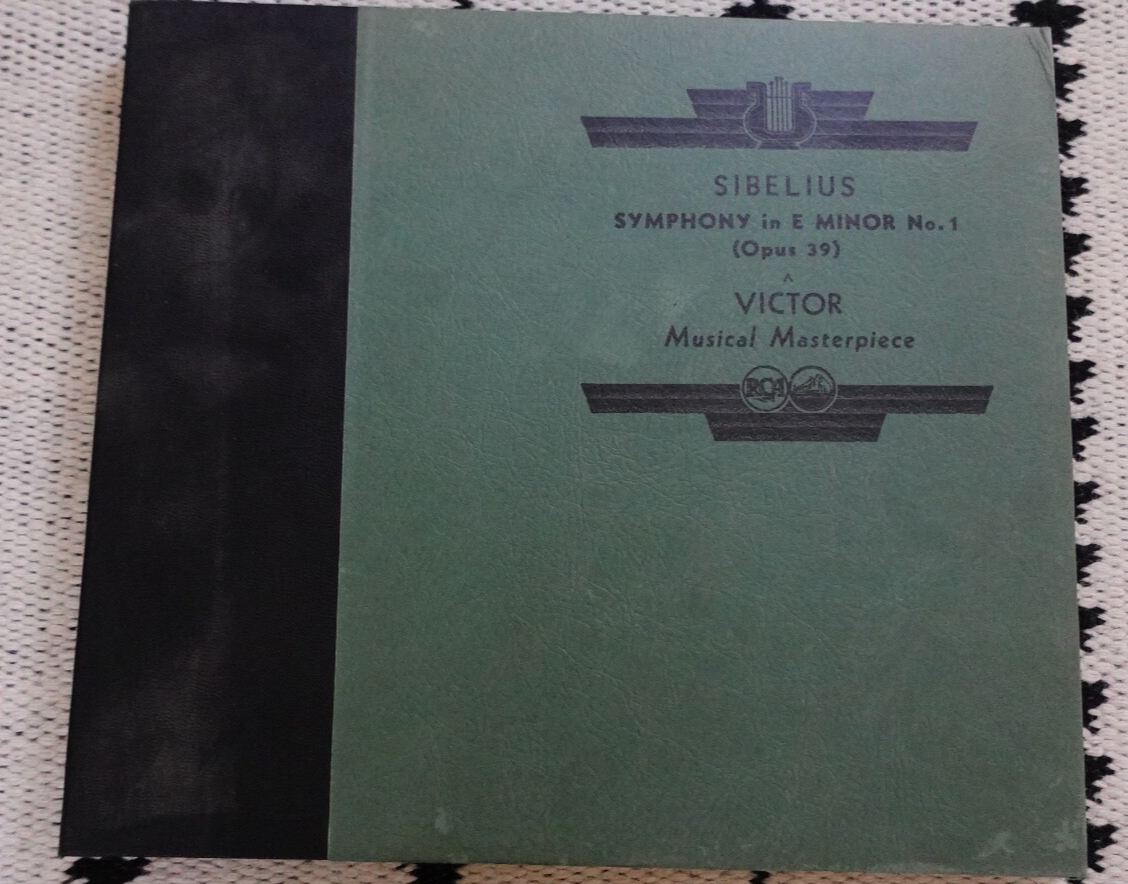 SIBELIUS
SYMPHONY in E MINOR No. 1
(Opus 39)
A
VICTOR
Musical Masterpiece
RCA